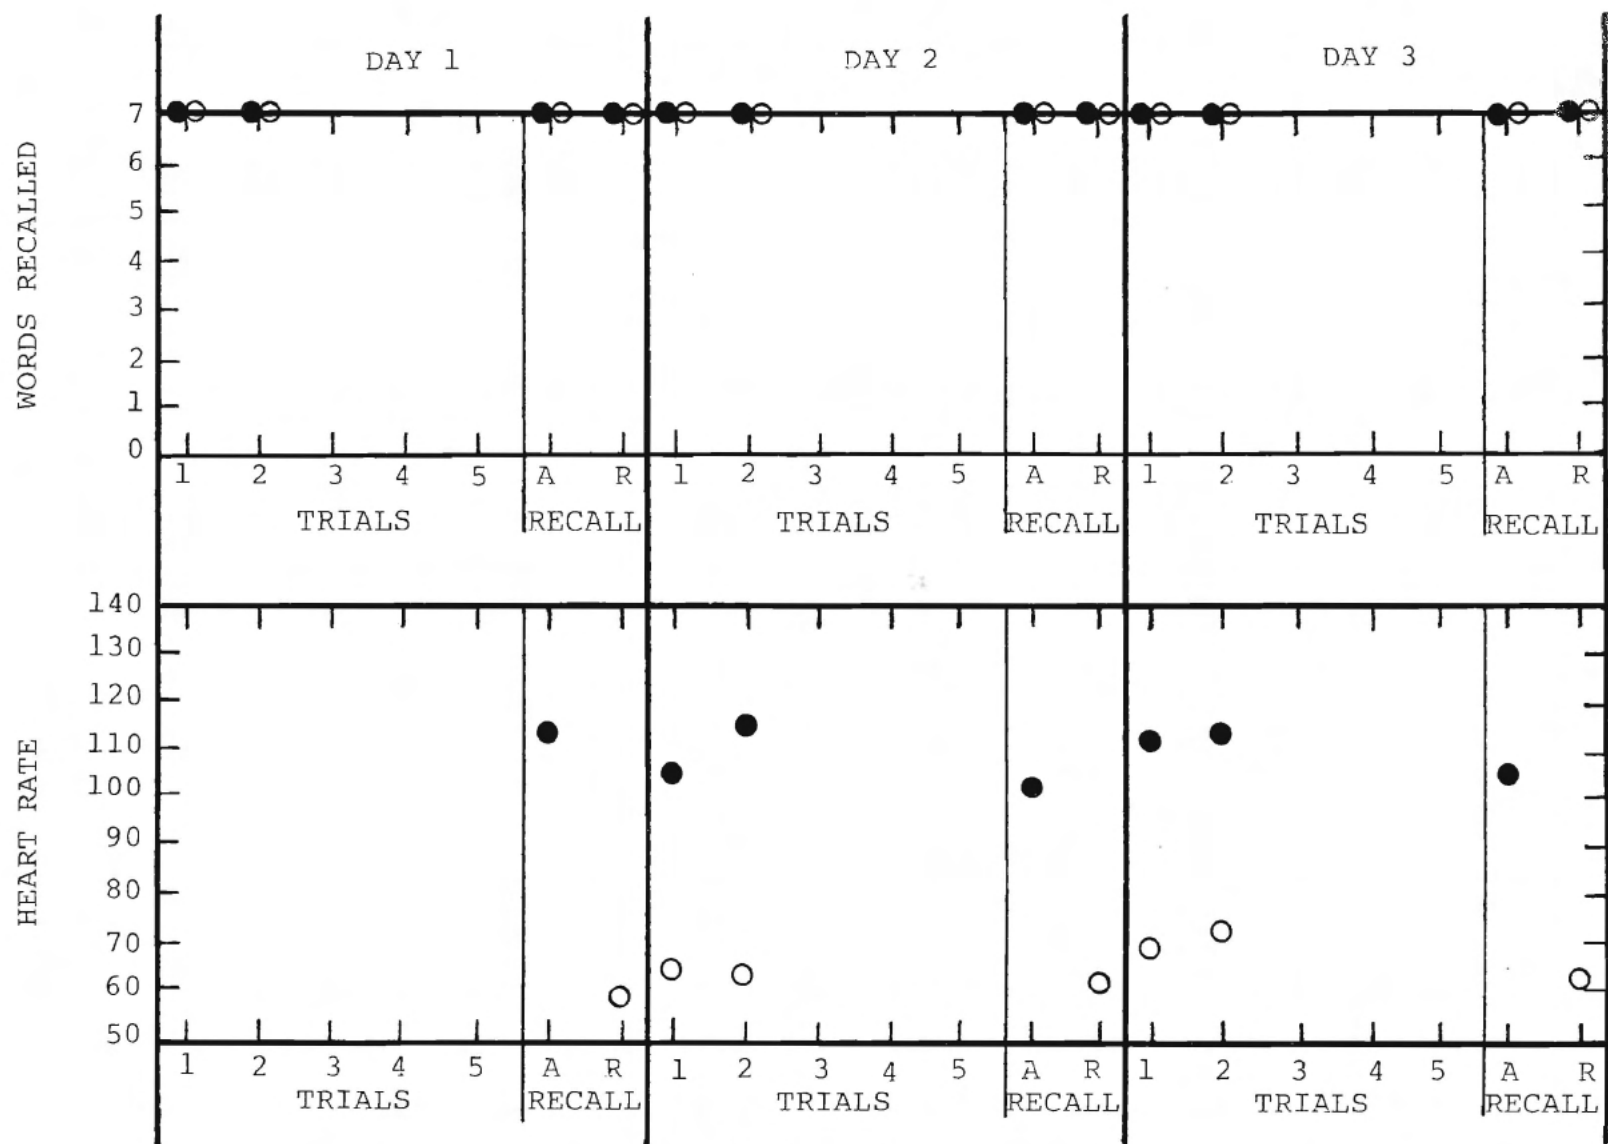 DAY 1 DAY 2 DAY 3
WORDS RECALLED
7
6
5
4
3
2
1
0
1 2 3 4 5 A R 1 2 3 4 5 A R 1 2 3 4 5 A R
TRIALS RECALL TRIALS RECALL TRIALS RECALL
HEART RATE
140
130
120
110
100
90
80
70
60
50
1 2 3 4 5 A R 1 2 3 4 5 A R 1 2 3 4 5 A R
TRIALS RECALL TRIALS RECALL TRIALS RECALL